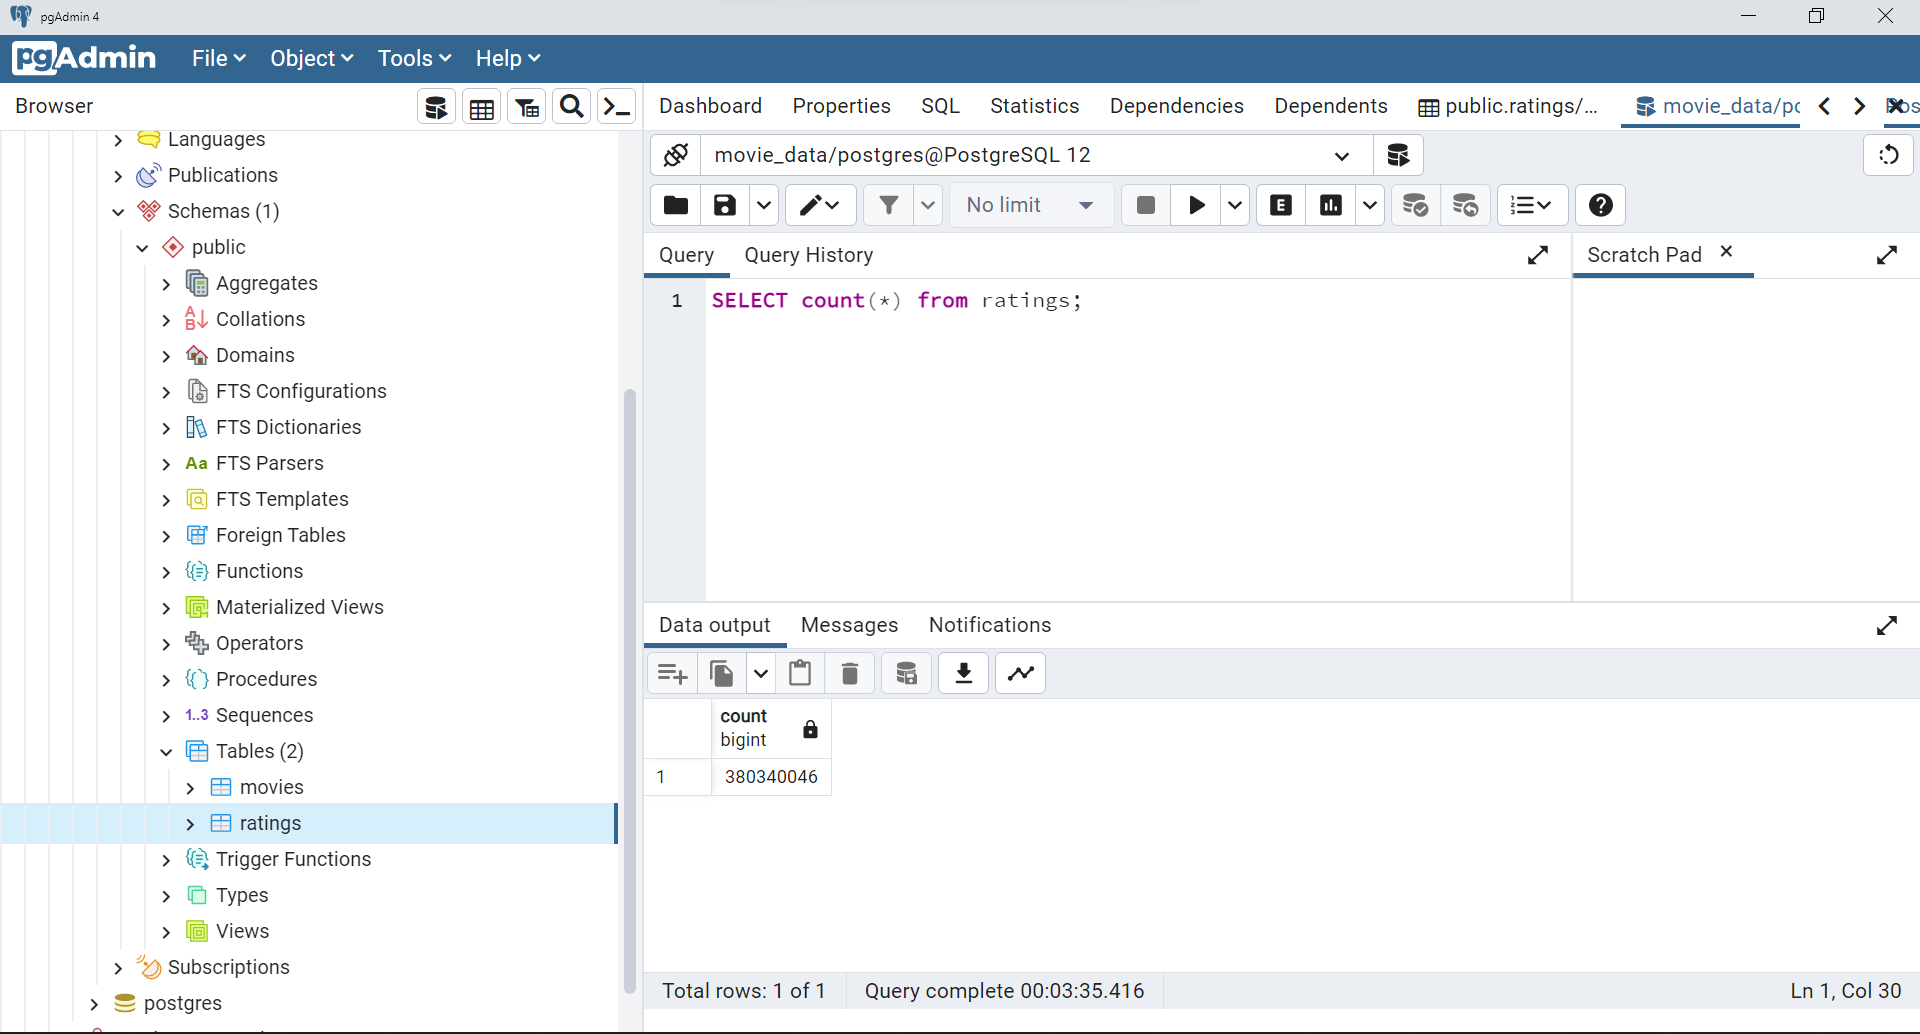 pgAdmin 4
pgAdmin File Object Tools Help
Browser
Languages
Publications
Schemas (1)
public
Aggregates
Collations
Domains
FTS Configurations
FTS Dictionaries
Aa FTS Parsers
FTS Templates
Foreign Tables
Functions
Materialized Views
Operators
Procedures
1..3 Sequences
Tables (2)
movies
ratings
Trigger Functions
Types
Views
Subscriptions
postgres
Dashboard Properties SQL Statistics Dependencies Dependents public.ratings/... movie_data/po
movie_data/postgres@PostgreSQL 12
No limit E
Query Query History Scratch Pad
1 SELECT count(*) from ratings;
Data output Messages Notifications
count
bigint
1 380340046
Total rows: 1 of 1 Query complete 00:03:35.416 Ln 1, Col 30